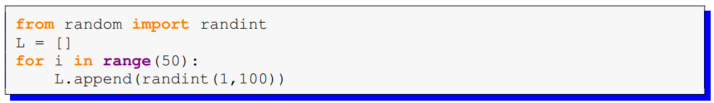 from random import randint
L = []
for i in range(50):
    L.append(randint(1,100))